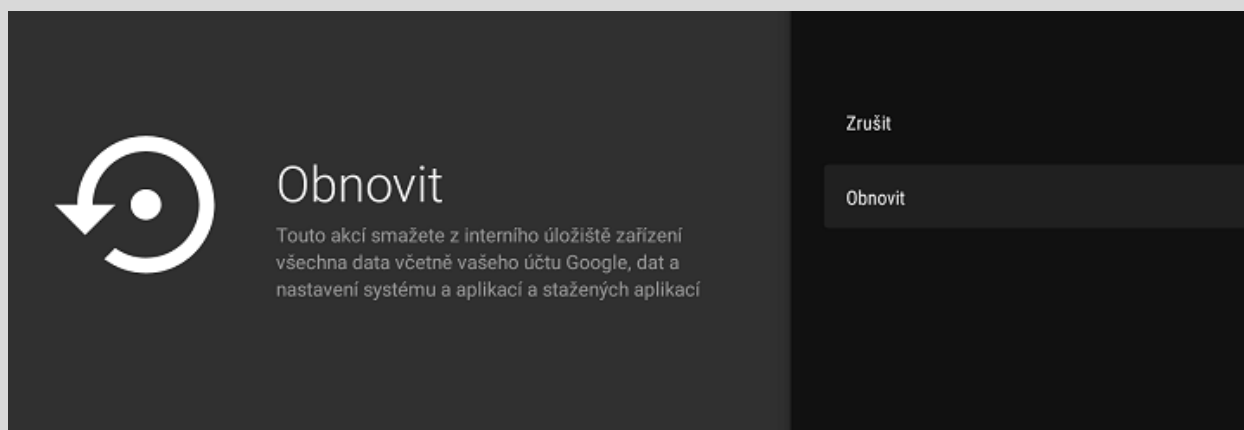 Obnovit
Touto akcí smažete z interního úložiště zařízení
všechna data včetně vašeho účtu Google, dat a
nastavení systému a aplikací a stažených aplikací
Zrušit
Obnovit